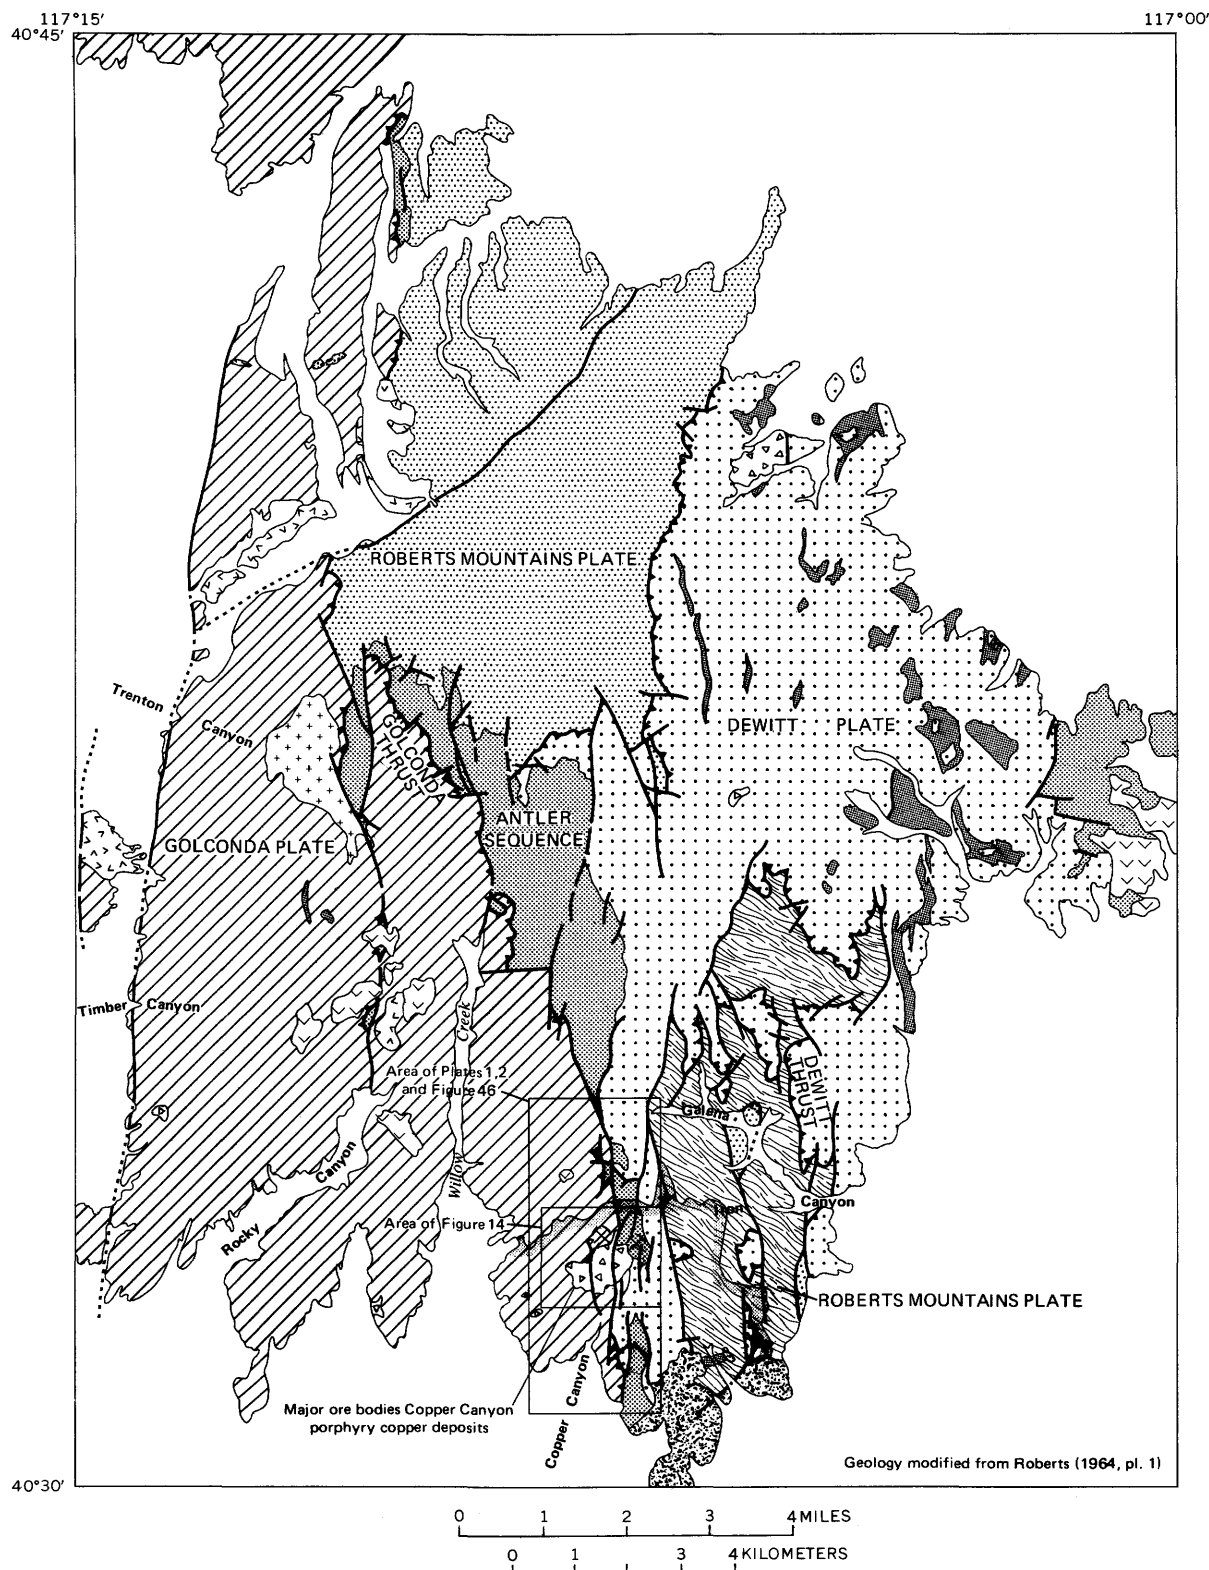 117°15′
117°00′
40°45′
ROBERTS MOUNTAINS PLATE
Trenton
Canyon
GOLCONDA
THRUST
DEWITT PLATE
ANTLER
SEQUENCE
GOLCONDA PLATE
Timber Canyon
Creek
Willow
DEWITT
THRUST
Area of Plates 1,2
and Figure 46
Galena
Canyon
Rocky
Canyon
Iron
Area of Figure 14
ROBERTS MOUNTAINS PLATE
Major ore bodies Copper Canyon
porphyry copper deposits
Copper Canyon
Geology modified from Roberts (1964, pl. 1)
40°30′
0 1 2 3 4 MILES
0 1 3 4 KILOMETERS